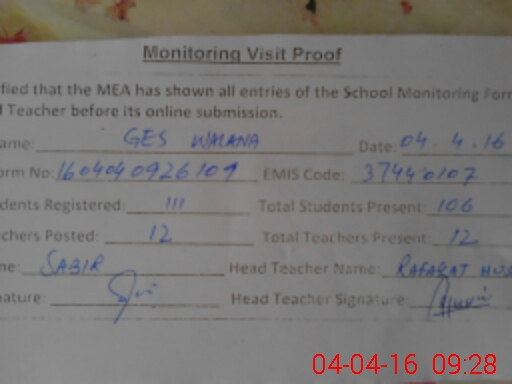 Monitoring Visit Proof
fied that the MEA has shown all entries of the School Monitoring Form
d Teacher before its online submission.
ame: GES WALANA Date: 04.4.16
orm No: 160404092610 9 EMIS Code: 37440107
dents Registered: 111 Total Students Present: 106
chers Posted: 12 Total Teachers Present: 12
me: SABIR Head Teacher Name: RAFAQAT HUS
nature: Head Teacher Signature:
04-04-16 09:28